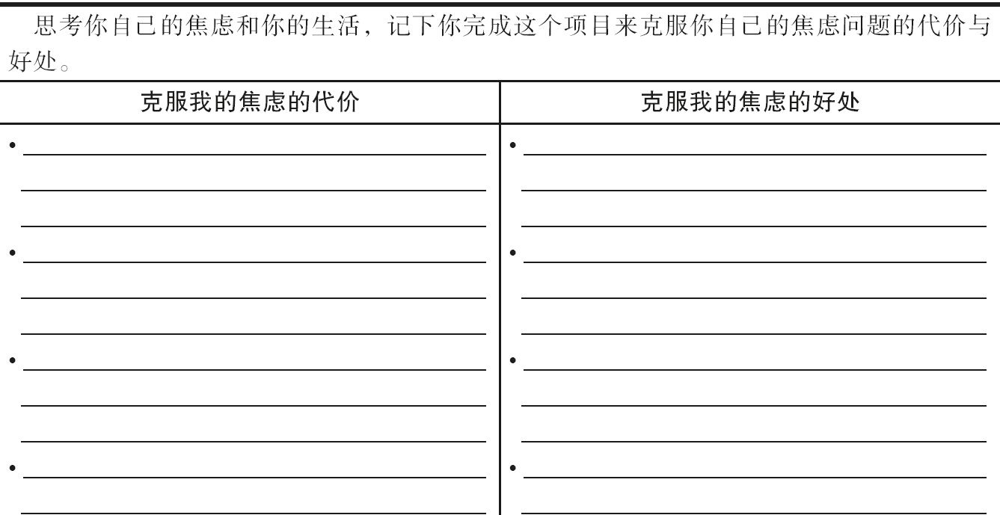 思考你自己的焦虑和你的生活，记下你完成这个项目来克服你自己的焦虑问题的代价与
好处。
克服我的焦虑的代价
克服我的焦虑的好处